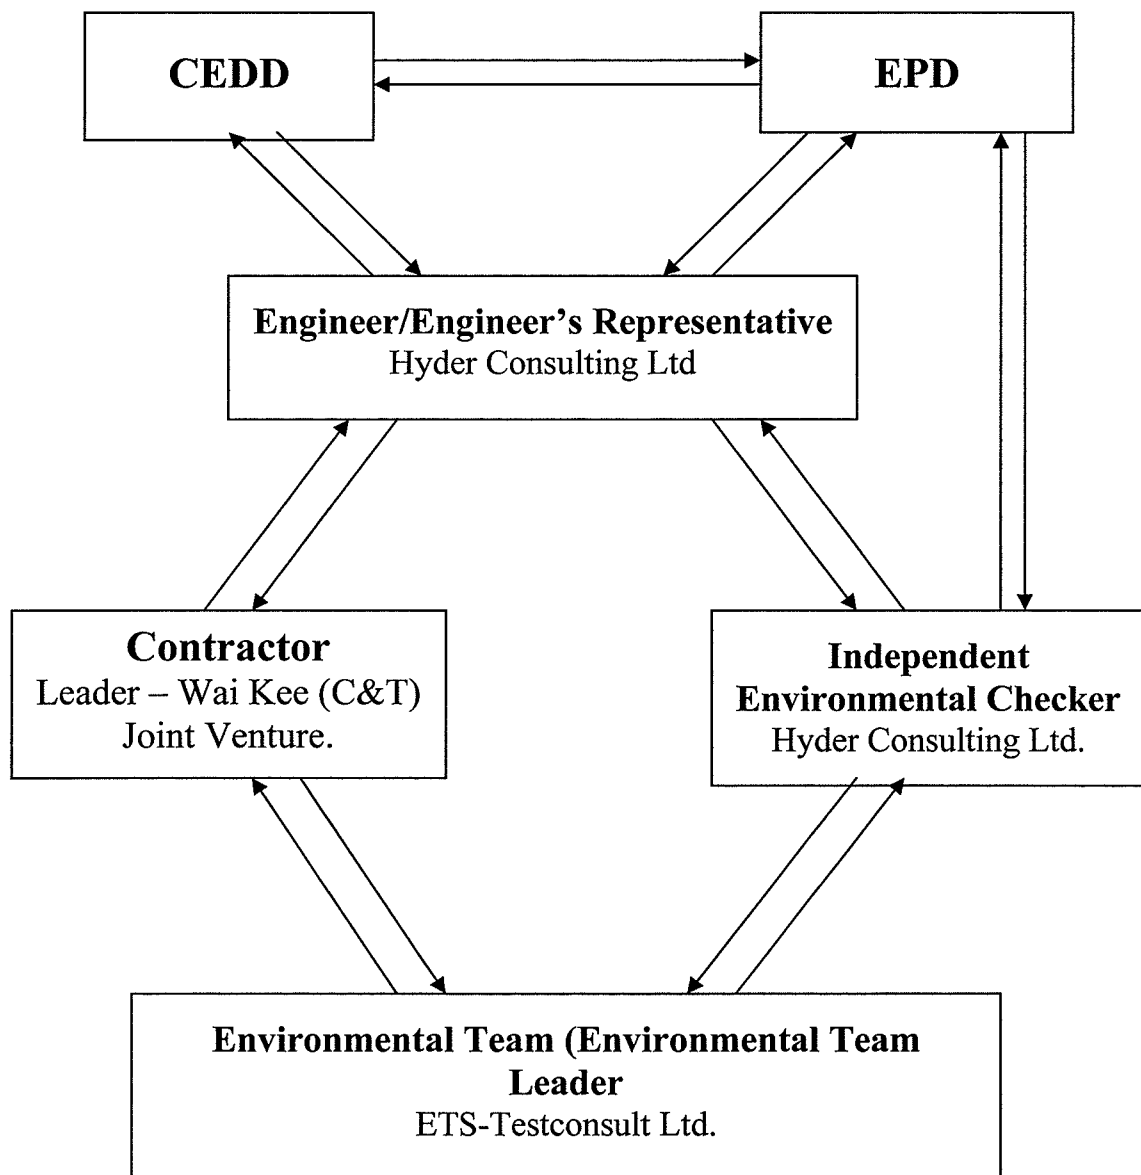 CEDD
EPD
Engineer/Engineer's Representative
Hyder Consulting Ltd
Contractor
Leader – Wai Kee (C&T)
Joint Venture.
Independent
Environmental Checker
Hyder Consulting Ltd.
Environmental Team (Environmental Team
Leader
ETS-Testconsult Ltd.